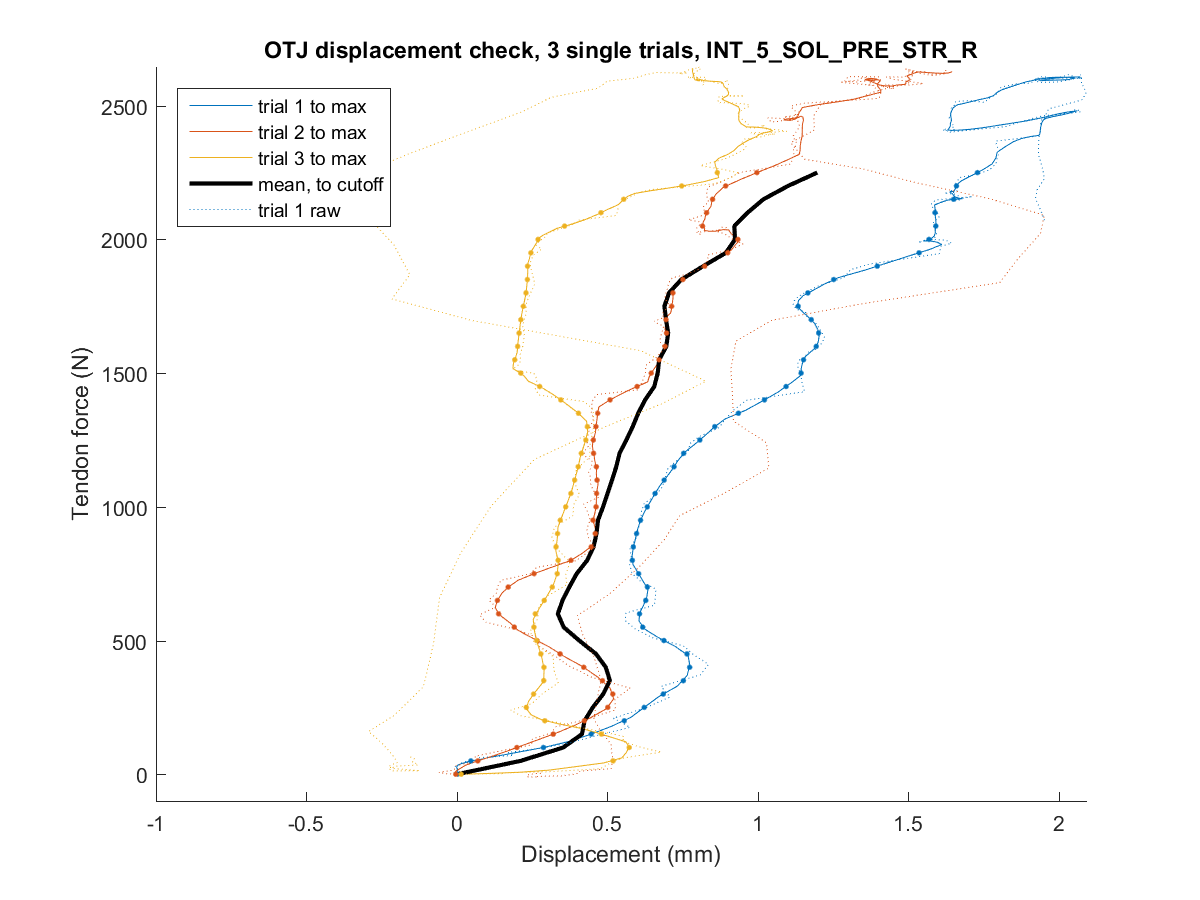 OTJ displacement check, 3 single trials, INT_5_SOL_PRE_STR_R
trial 1 to max
trial 2 to max
trial 3 to max
mean, to cutoff
trial 1 raw
2500
2000
1500
1000
500
0
Tendon force (N)
-1
-0.5
0
0.5
1
1.5
2
Displacement (mm)